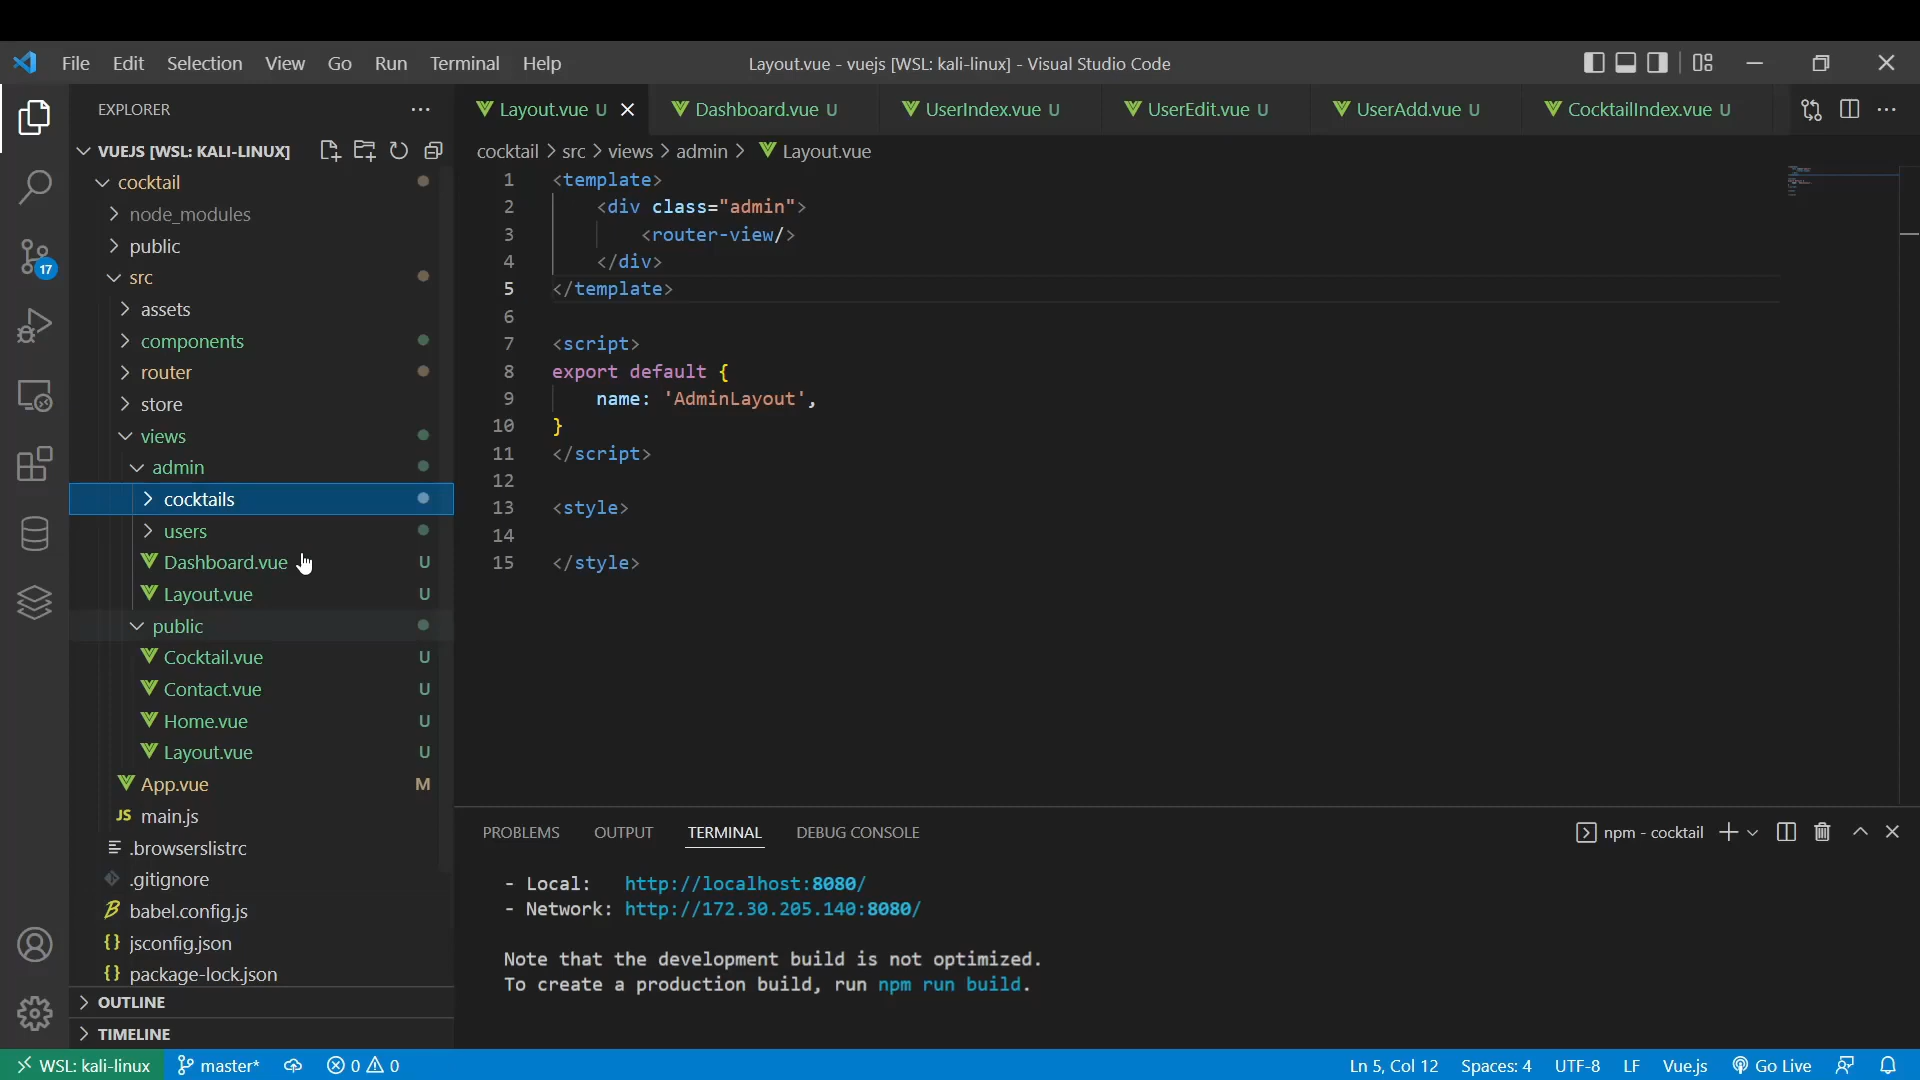 File Edit Selection View Go Run Terminal Help
Layout.vue - vuejs [WSL: kali-linux] - Visual Studio Code
EXPLORER
Layout.vue U
Dashboard.vue U
UserIndex.vue U
UserEdit.vue U
UserAdd.vue U
CocktailIndex.vue U
VUEJS [WSL: KALI-LINUX]
cocktail
node_modules
public
src
assets
components
router
store
views
admin
cocktails
users
Dashboard.vue U
Layout.vue U
public
Cocktail.vue U
Contact.vue U
Home.vue U
Layout.vue U
App.vue M
JS main.js
.browserslistrc
.gitignore
babel.config.js
{} jsconfig.json
{} package-lock.json
OUTLINE
TIMELINE
17
cocktail > src > views > admin > Layout.vue
1 <template>
2 <div class="admin">
3 <router-view/>
4 </div>
5 </template>
6
7 <script>
8 export default {
9 name: 'AdminLayout',
10 }
11 </script>
12
13 <style>
14
15 </style>
PROBLEMS OUTPUT TERMINAL DEBUG CONSOLE
npm - cocktail
- Local: http://localhost:8080/
- Network: http://172.30.205.140:8080/
Note that the development build is not optimized.
To create a production build, run npm run build.
WSL: kali-linux master* 0 0
Ln 5, Col 12 Spaces: 4 UTF-8 LF Vue.js Go Live